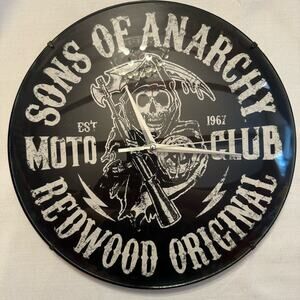 SONS OF ANARCHY
EST 1967
MOTO CLUB
REDWOOD ORIGINAL